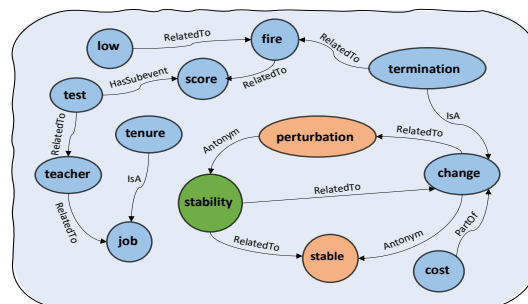 low
RelatedTo
fire
RelatedTo
termination
test
HasSubevent
score
RelatedTo
RelatedTo
tenure
perturbation
RelatedTo
IsA
Antonym
teacher
IsA
stability
RelatedTo
change
RelatedTo
job
RelatedTo
stable
Antonym
PartOf
cost